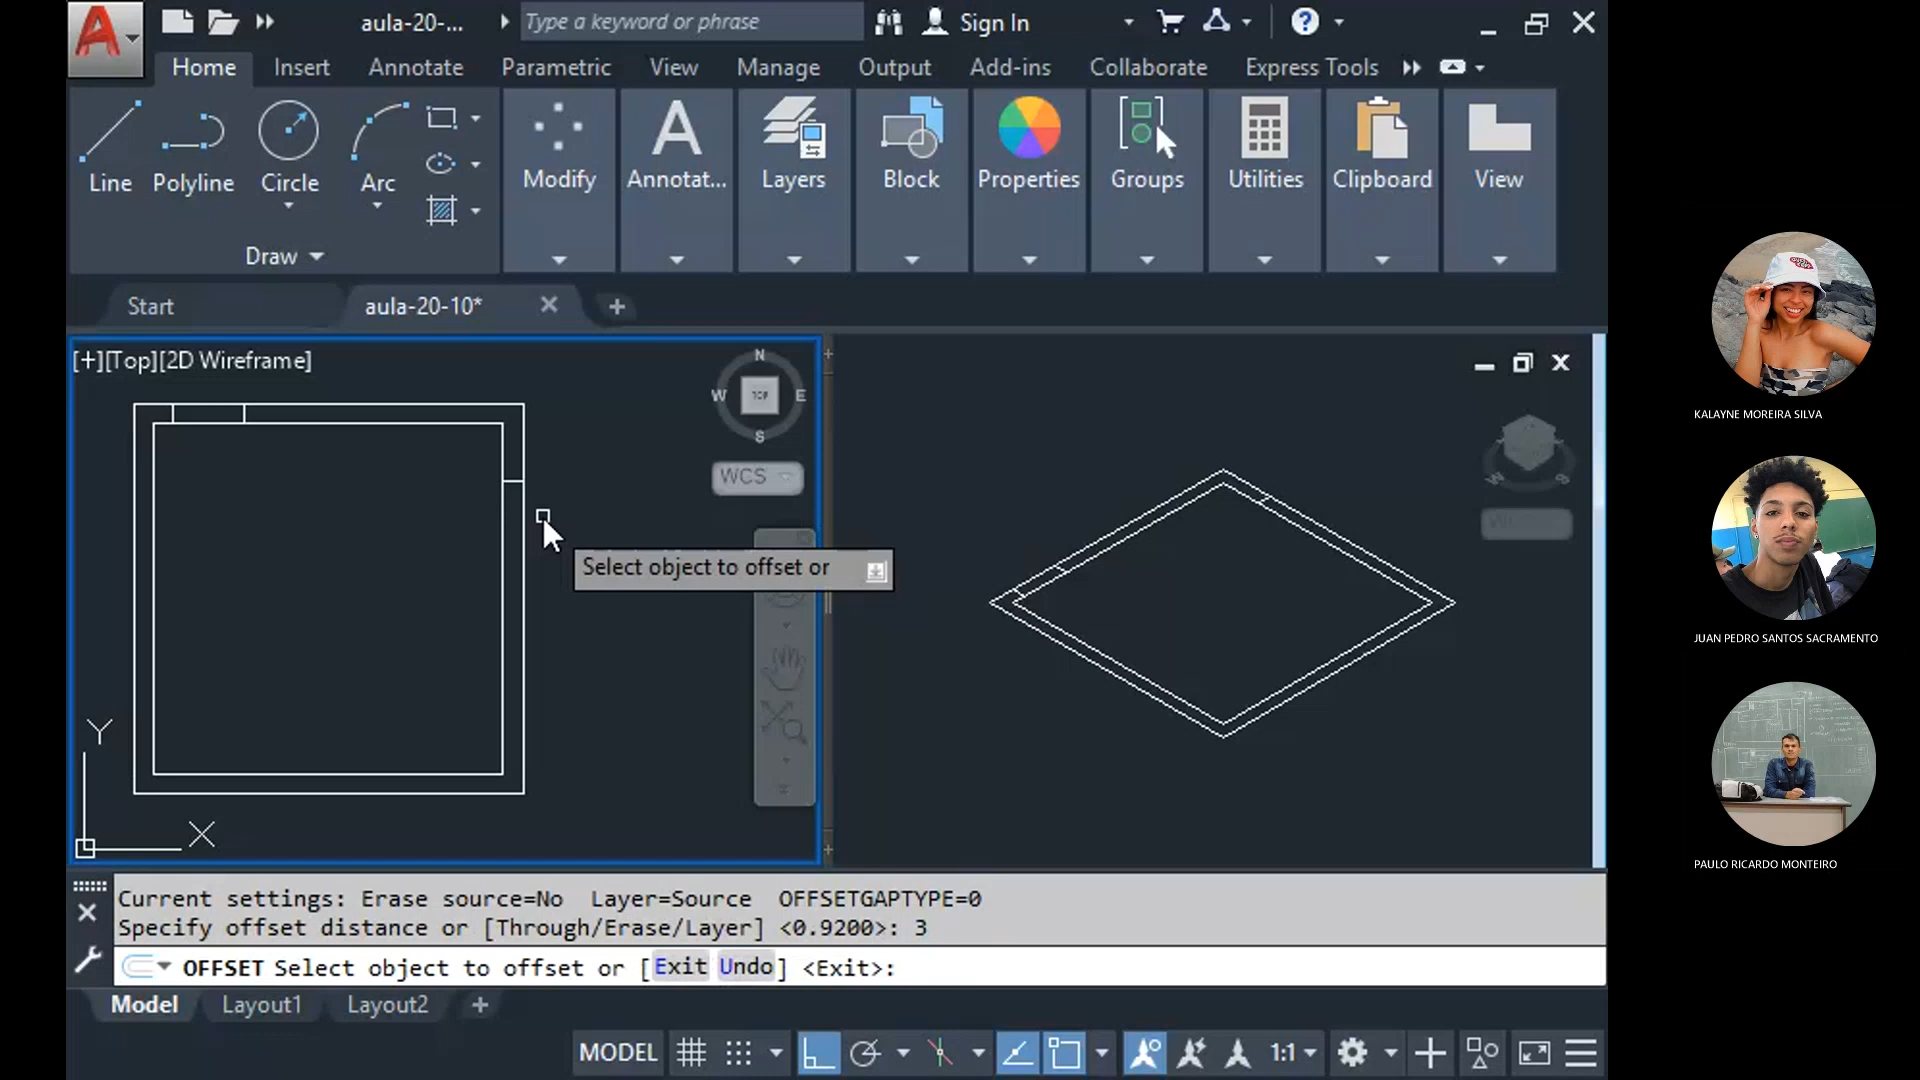 aula-20-...
Type a keyword or phrase
Sign In
Home Insert Annotate Parametric View Manage Output Add-ins Collaborate Express Tools
Line Polyline Circle Arc
Modify Annotat... Layers Block Properties Groups Utilities Clipboard View
Draw
Start aula-20-10*
[+][Top][2D Wireframe]
N
W TOP E
S
WCS
Select object to offset or
Y
X
Current settings: Erase source=No Layer=Source OFFSETGAPTYPE=0
Specify offset distance or [Through/Erase/Layer] <0.9200>: 3
OFFSET Select object to offset or [Exit Undo] <Exit>:
Model Layout1 Layout2 +
MODEL 1:1
KALAYNE MOREIRA SILVA
JUAN PEDRO SANTOS SACRAMENTO
PAULO RICARDO MONTEIRO